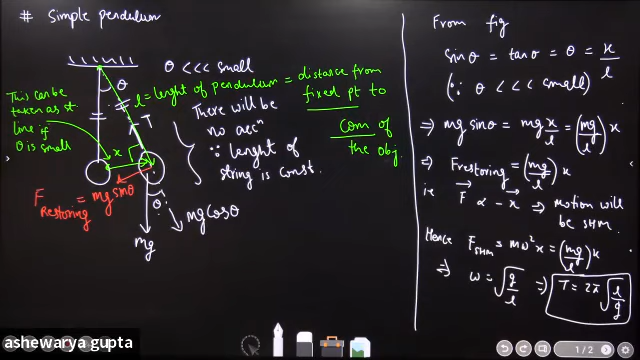 # Simple pendulum
θ <<< small
θ
l = lenght of pendulum = distance from
fixed pt to
com of
the obj.
This can be
taken as st.
line if
θ is small
x
T
There will be
no accⁿ
∵ lenght of
string is const.
F Restoring = mg sinθ
θ
mg cosθ
mg
From fig
sinθ = tanθ = θ = x/l
(∵ θ <<< small)
⇒ mg sinθ = mg x/l = (mg/l) x
⇒ F restoring = (mg/l) x
ie F ∝ - x ⇒ motion will
be SHM
Hence F SHM = mω²x = (mg/l) x
⇒ ω = √g/l ⇒ T = 2π √l/g
ashewarya gupta
1 / 2